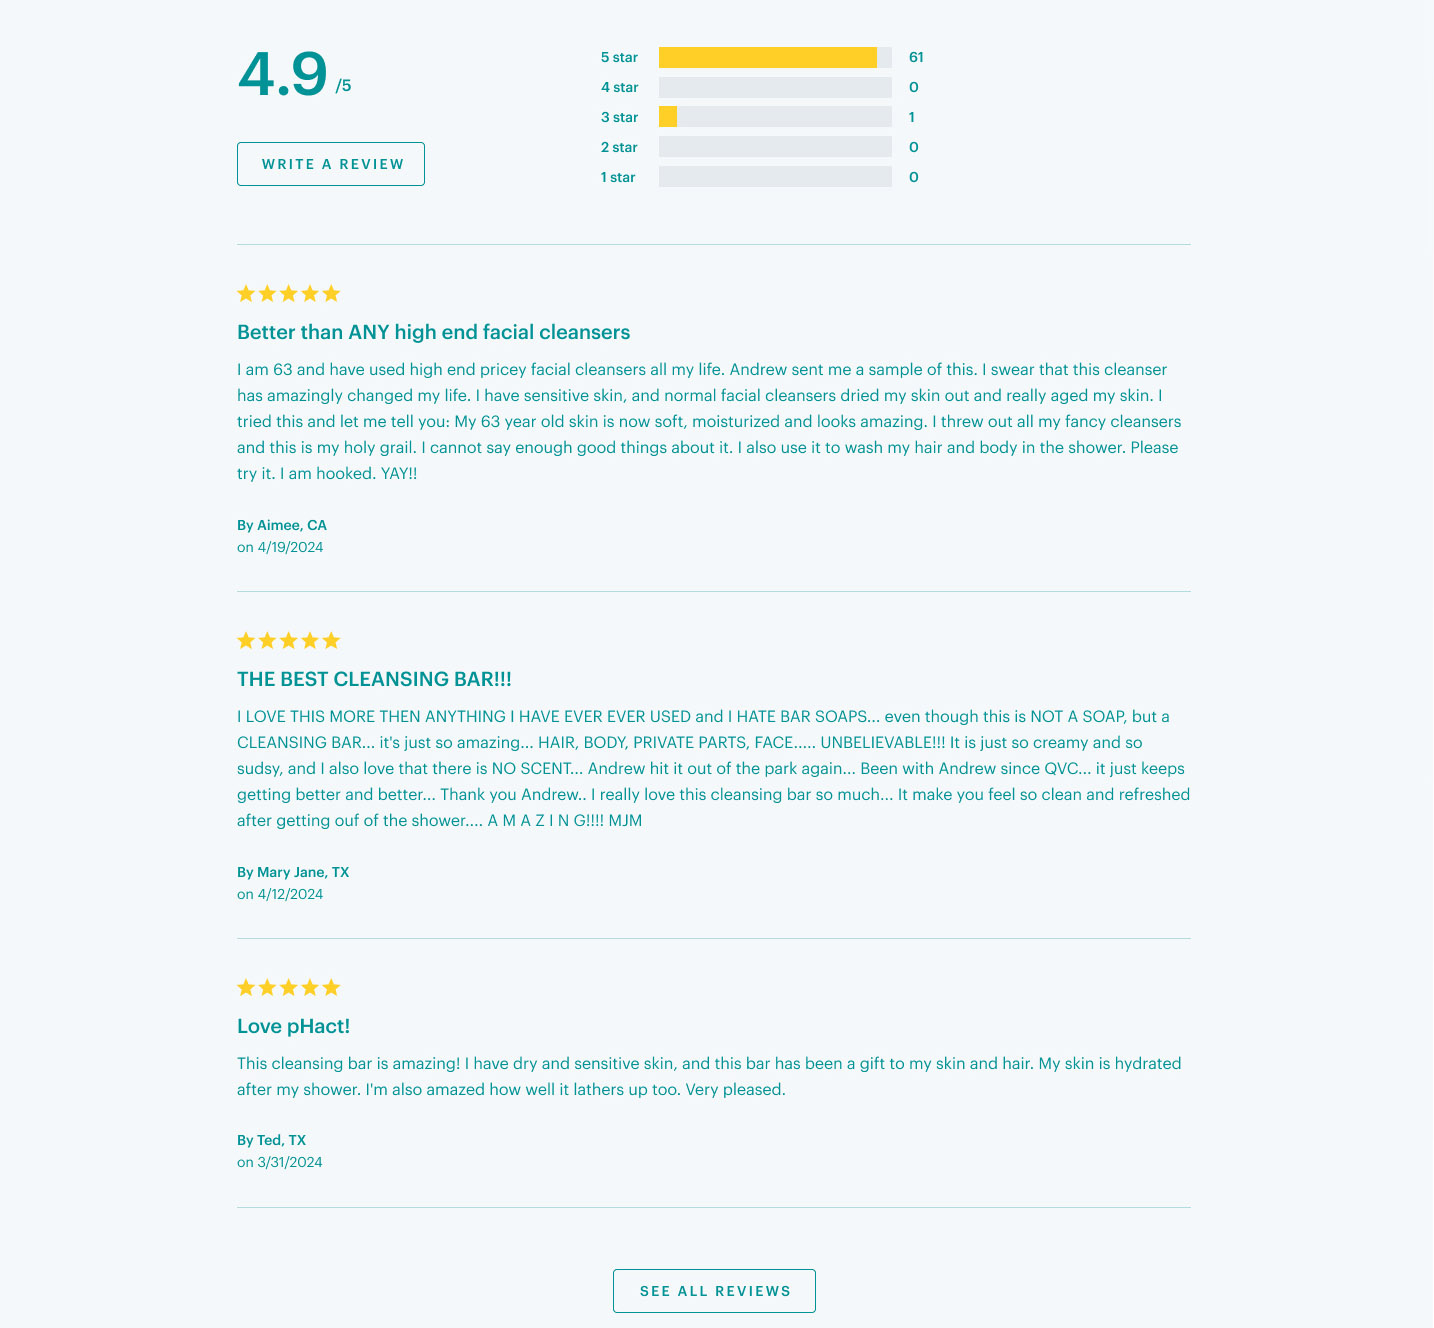 4.9 /5
WRITE A REVIEW
5 star 61
4 star 0
3 star 1
2 star 0
1 star 0
Better than ANY high end facial cleansers
I am 63 and have used high end pricey facial cleansers all my life. Andrew sent me a sample of this. I swear that this cleanser
has amazingly changed my life. I have sensitive skin, and normal facial cleansers dried my skin out and really aged my skin. I
tried this and let me tell you: My 63 year old skin is now soft, moisturized and looks amazing. I threw out all my fancy cleansers
and this is my holy grail. I cannot say enough good things about it. I also use it to wash my hair and body in the shower. Please
try it. I am hooked. YAY!!
By Aimee, CA
on 4/19/2024
THE BEST CLEANSING BAR!!!
I LOVE THIS MORE THEN ANYTHING I HAVE EVER EVER USED and I HATE BAR SOAPS... even though this is NOT A SOAP, but a
CLEANSING BAR... it's just so amazing... HAIR, BODY, PRIVATE PARTS, FACE..... UNBELIEVABLE!!! It is just so creamy and so
sudsy, and I also love that there is NO SCENT... Andrew hit it out of the park again... Been with Andrew since QVC... it just keeps
getting better and better... Thank you Andrew.. I really love this cleansing bar so much... It make you feel so clean and refreshed
after getting ouf of the shower.... A M A Z I N G!!!! MJM
By Mary Jane, TX
on 4/12/2024
Love pHact!
This cleansing bar is amazing! I have dry and sensitive skin, and this bar has been a gift to my skin and hair. My skin is hydrated
after my shower. I'm also amazed how well it lathers up too. Very pleased.
By Ted, TX
on 3/31/2024
SEE ALL REVIEWS